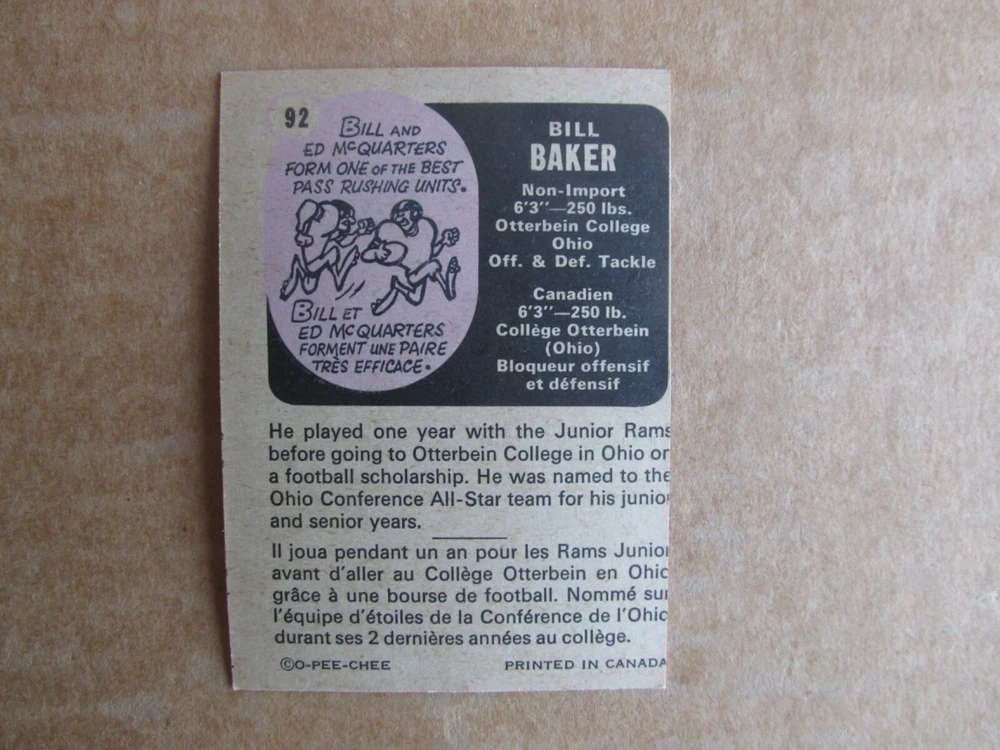 92
BILL AND
ED McQUARTERS
FORM ONE OF THE BEST
PASS RUSHING UNITS.
BILL ET
ED McQUARTERS
FORMENT UNE PAIRE
TRÈS EFFICACE.
BILL
BAKER
Non-Import
6'3''—250 lbs.
Otterbein College
Ohio
Off. & Def. Tackle
Canadien
6'3''—250 lb.
Collège Otterbein
(Ohio)
Bloqueur offensif
et défensif
He played one year with the Junior Rams
before going to Otterbein College in Ohio on
a football scholarship. He was named to the
Ohio Conference All-Star team for his junior
and senior years.
Il joua pendant un an pour les Rams Junior
avant d'aller au Collège Otterbein en Ohio
grâce à une bourse de football. Nommé sur
l'équipe d'étoiles de la Conférence de l'Ohio
durant ses 2 dernières années au collège.
©O-PEE-CHEE
PRINTED IN CANADA